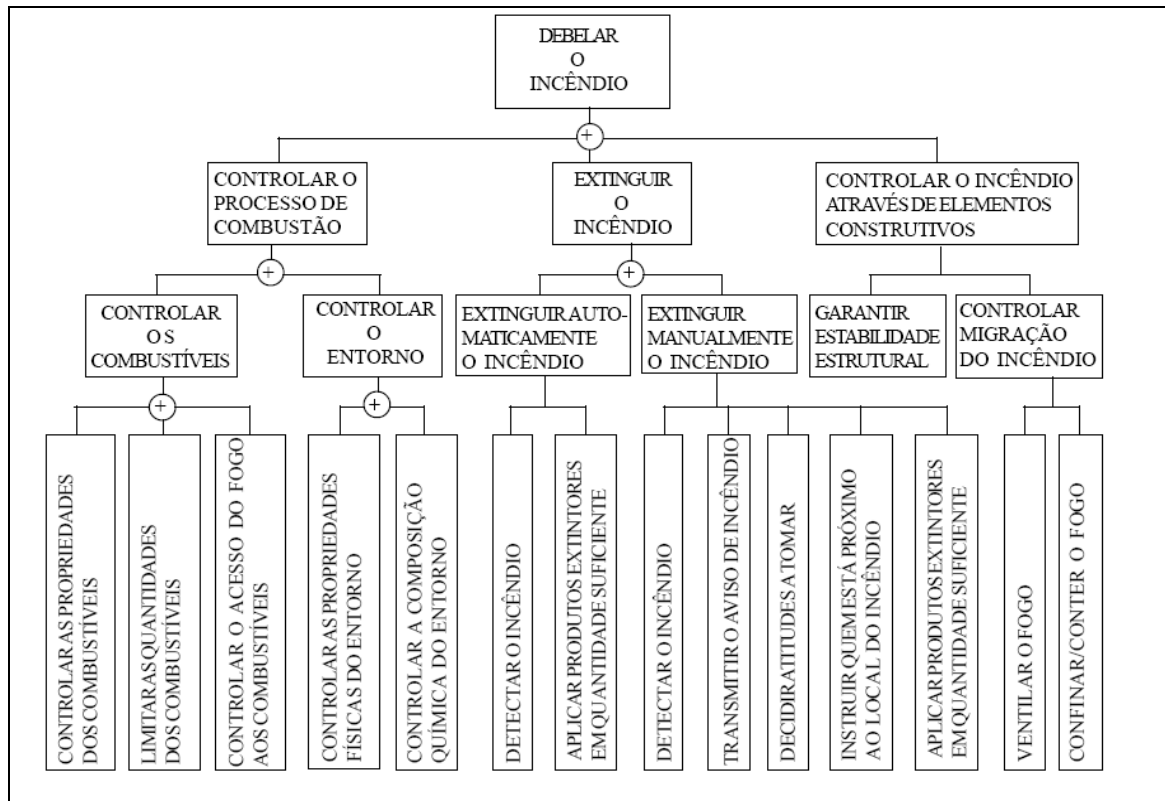 DEBELAR
O
INCÊNDIO
+
CONTROLAR O
PROCESSO DE
COMBUSTÃO
EXTINGUIR
O
INCÊNDIO
CONTROLAR O INCÊNDIO
ATRAVÉS DE ELEMENTOS
CONSTRUTIVOS
+
+
CONTROLAR
OS
COMBUSTÍVEIS
CONTROLAR
O
ENTORNO
EXTINGUIR AUTO-
MATICAMENTE
O INCÊNDIO
EXTINGUIR
MANUALMENTE
O INCÊNDIO
GARANTIR
ESTABILIDADE
ESTRUTURAL
CONTROLAR
MIGRAÇÃO
DO INCÊNDIO
+
+
CONTROLAR AS PROPRIEDADES
DOS COMBUSTÍVEIS
LIMITAR AS QUANTIDADES
DOS COMBUSTÍVEIS
CONTROLAR O ACESSO DO FOGO
AOS COMBUSTÍVEIS
CONTROLAR AS PROPRIEDADES
FÍSICAS DO ENTORNO
CONTROLAR A COMPOSIÇÃO
QUÍMICA DO ENTORNO
DETECTAR O INCÊNDIO
APLICAR PRODUTOS EXTINTORES
EM QUANTIDADE SUFICIENTE
DETECTAR O INCÊNDIO
TRANSMITIR O AVISO DE INCÊNDIO
DECIDIR ATITUDES A TOMAR
INSTRUIR QUEM ESTÁ PRÓXIMO
AO LOCAL DO INCÊNDIO
APLICAR PRODUTOS EXTINTORES
EM QUANTIDADE SUFICIENTE
VENTILAR O FOGO
CONFINAR/CONTER O FOGO